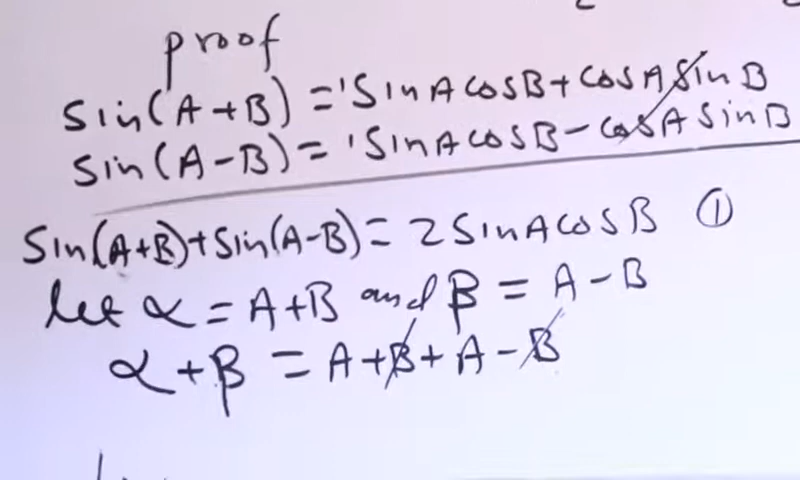 proof
Sin(A+B) = 'SinACosB + CosASinB
Sin(A-B) = 'SinACosB - CosASinB
Sin(A+B)+Sin(A-B) = 2SinACosB ①
let α = A+B and β = A-B
α+β = A+B+A-B